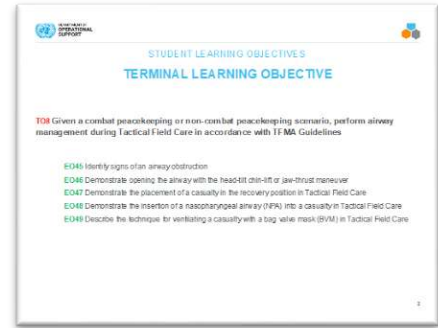 DEPARTMENT OF
OPERATIONAL
SUPPORT
STUDENT LEARNING OBJECTIVES
TERMINAL LEARNING OBJECTIVE
TO8 Given a combat peacekeeping or non-combat peacekeeping scenario, perform airway
management during Tactical Field Care in accordance with TFMA Guidelines
EO45 Identify signs of an airway obstruction
EO46 Demonstrate opening the airway with the head-tilt chin-lift or jaw-thrust maneuver
EO47 Demonstrate the placement of a casualty in the recovery position in Tactical Field Care
EO48 Demonstrate the insertion of a nasopharyngeal airway (NPA) into a casualty in Tactical Field Care
EO49 Describe the technique for ventilating a casualty with a bag valve mask (BVM) in Tactical Field Care